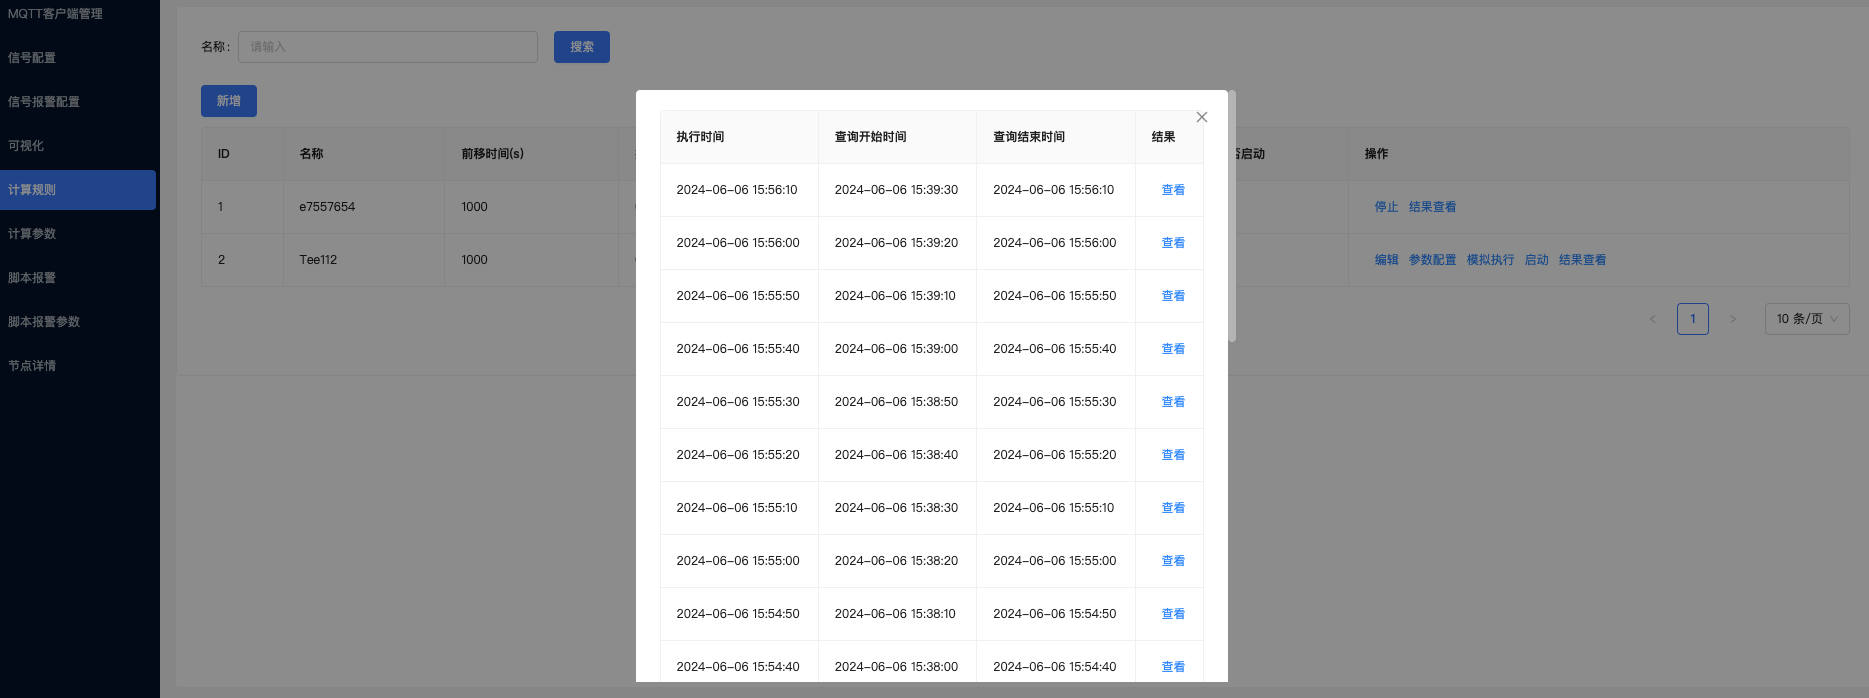 MQTT客户端管理
信号配置
信号报警配置
可视化
计算规则
计算参数
脚本报警
脚本报警参数
节点详情
名称: 请输入 搜索
新增
ID 名称 前移时间(s) 启动 操作
1 e7557654 1000 停止 结果查看
2 Tee112 1000 编辑 参数配置 模拟执行 启动 结果查看
1 10 条/页
执行时间 查询开始时间 查询结束时间 结果
2024-06-06 15:56:10 2024-06-06 15:39:30 2024-06-06 15:56:10 查看
2024-06-06 15:56:00 2024-06-06 15:39:20 2024-06-06 15:56:00 查看
2024-06-06 15:55:50 2024-06-06 15:39:10 2024-06-06 15:55:50 查看
2024-06-06 15:55:40 2024-06-06 15:39:00 2024-06-06 15:55:40 查看
2024-06-06 15:55:30 2024-06-06 15:38:50 2024-06-06 15:55:30 查看
2024-06-06 15:55:20 2024-06-06 15:38:40 2024-06-06 15:55:20 查看
2024-06-06 15:55:10 2024-06-06 15:38:30 2024-06-06 15:55:10 查看
2024-06-06 15:55:00 2024-06-06 15:38:20 2024-06-06 15:55:00 查看
2024-06-06 15:54:50 2024-06-06 15:38:10 2024-06-06 15:54:50 查看
2024-06-06 15:54:40 2024-06-06 15:38:00 2024-06-06 15:54:40 查看